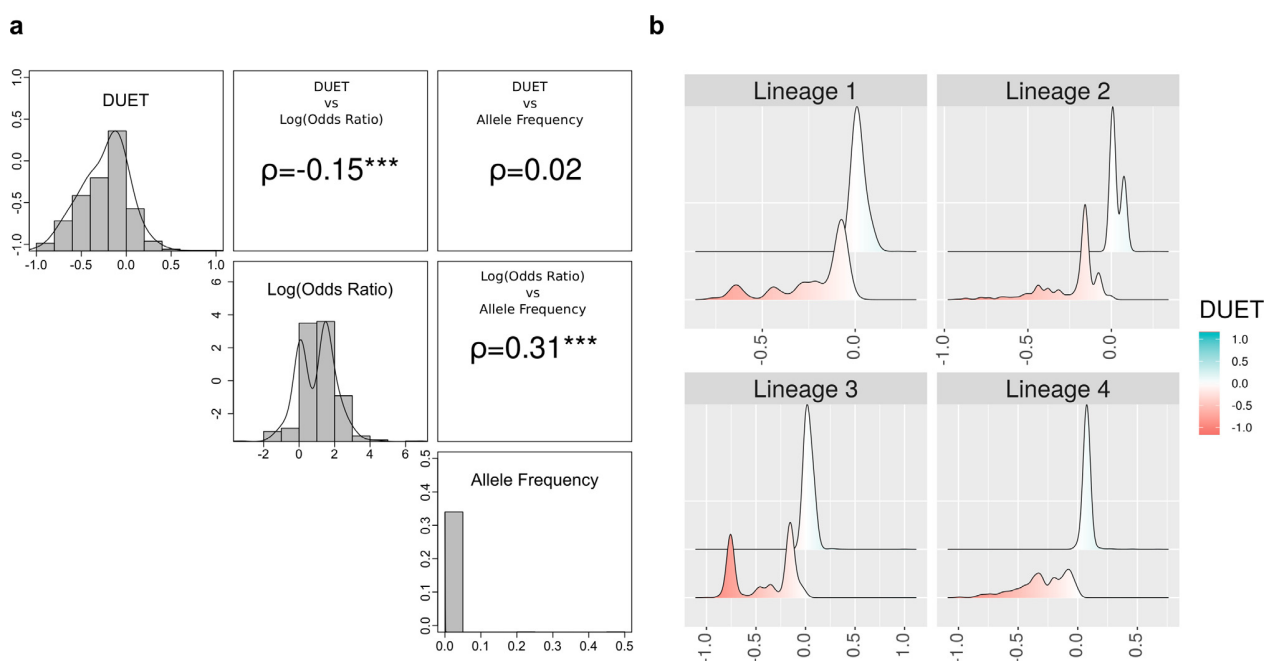 a
DUET
1.0
0.5
0.0
-0.5
-1.0
-1.0 -0.5 0.0 0.5 1.0
DUET
vs
Log(Odds Ratio)
ρ=-0.15***
DUET
vs
Allele Frequency
ρ=0.02
Log(Odds Ratio)
6
4
2
0
-2
-2 0 2 4 6
Log(Odds Ratio)
vs
Allele Frequency
ρ=0.31***
Allele Frequency
0.5
0.4
0.3
0.2
0.1
0.0
0.0 0.1 0.2 0.3 0.4 0.5
b
Lineage 1
-0.5 0.0
Lineage 2
-1.0 -0.5 0.0
Lineage 3
-1.0 -0.5 0.0 0.5 1.0
Lineage 4
-1.0 -0.5 0.0 0.5
DUET
1.0
0.5
0.0
-0.5
-1.0